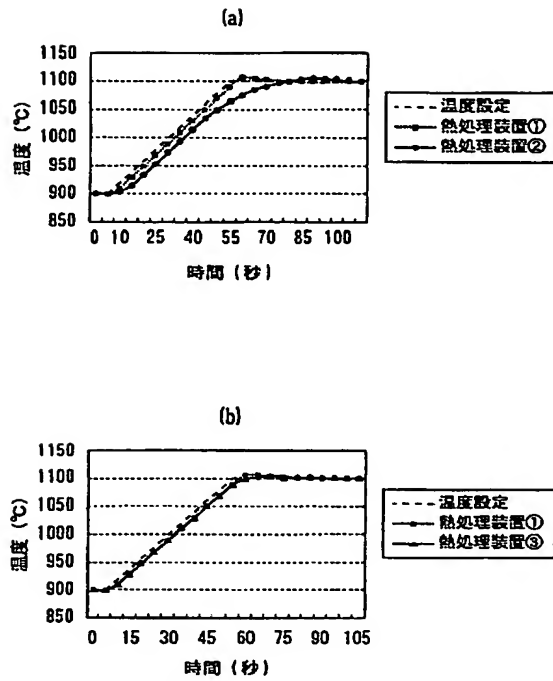 (a)
1150
1100
1050
1000
950
900
850
温度 (℃)
0 10 25 40 55 70 85 100
時間 (秒)
温度設定
熱処理装置①
熱処理装置②
(b)
1150
1100
1050
1000
950
900
850
温度 (℃)
0 15 30 45 60 75 90 105
時間 (秒)
温度設定
熱処理装置①
熱処理装置③